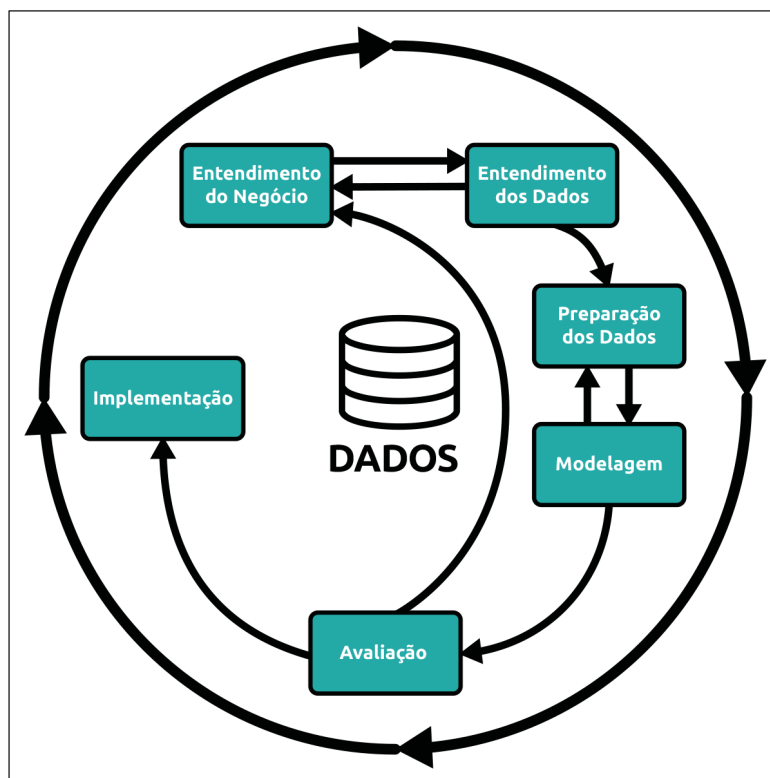 Entendimento
do Negócio
Entendimento
dos Dados
Preparação
dos Dados
Implementação
DADOS
Modelagem
Avaliação